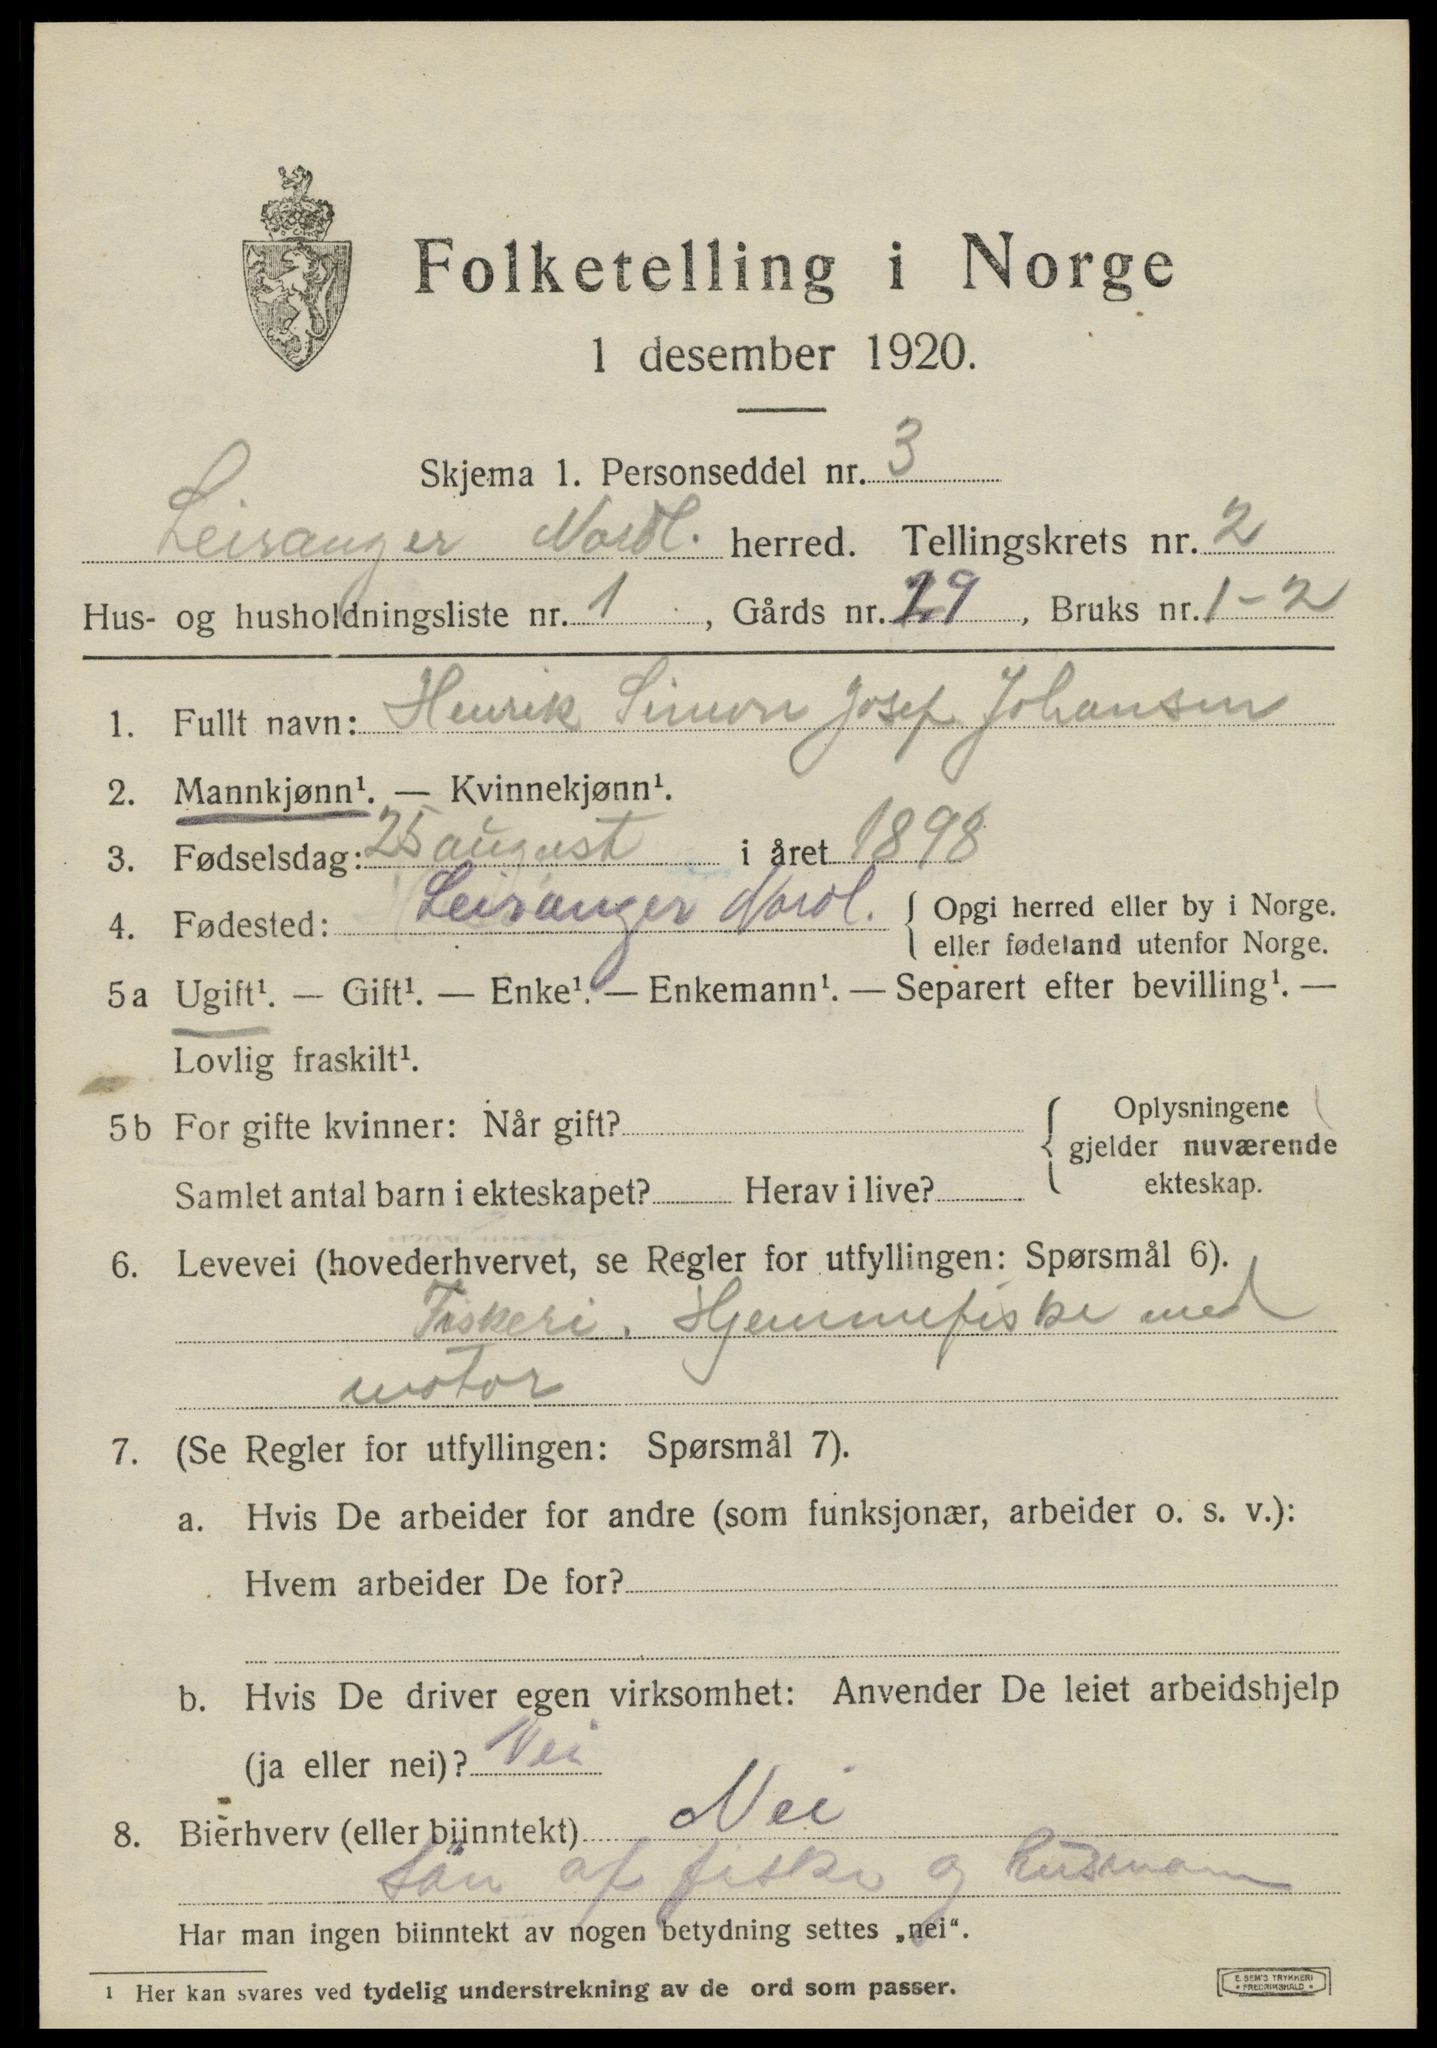 Folketelling i Norge
1 desember 1920.
Skjema 1. Personseddel nr. 3
Leiranger Nordl. herred. Tellingskrets nr. 2
Hus- og husholdningsliste nr. 1, Gårds nr. 29, Bruks nr. 1-2
1. Fullt navn: Henrik Simon Josef Johansen
2. Mannkjønn¹. — Kvinnekjønn¹.
3. Fødselsdag: 25 august i året 1898
4. Fødested: Leiranger Nordl. { Opgi herred eller by i Norge.
eller fødeland utenfor Norge.
5a Ugift¹. — Gift¹. — Enke¹. — Enkemann¹. — Separert efter bevilling¹. —
Lovlig fraskilt¹.
5b For gifte kvinner: Når gift? { Oplysningene
gjelder nuværende
Samlet antal barn i ekteskapet? Herav i live? ekteskap.
6. Levevei (hovederhvervet, se Regler for utfyllingen: Spørsmål 6).
Fiskeri. Hjemmefiske med
motor
7. (Se Regler for utfyllingen: Spørsmål 7).
a. Hvis De arbeider for andre (som funksjonær, arbeider o. s. v.):
Hvem arbeider De for?
b. Hvis De driver egen virksomhet: Anvender De leiet arbeidshjelp
(ja eller nei)? Nei
8. Bierhverv (eller biinntekt) Nei
Sön af fisker og husmann
Har man ingen biinntekt av nogen betydning settes „nei“.
1 Her kan svares ved tydelig understrekning av de ord som passer.
E. SEM'S TRYKKERI
FREDRIKSHALD